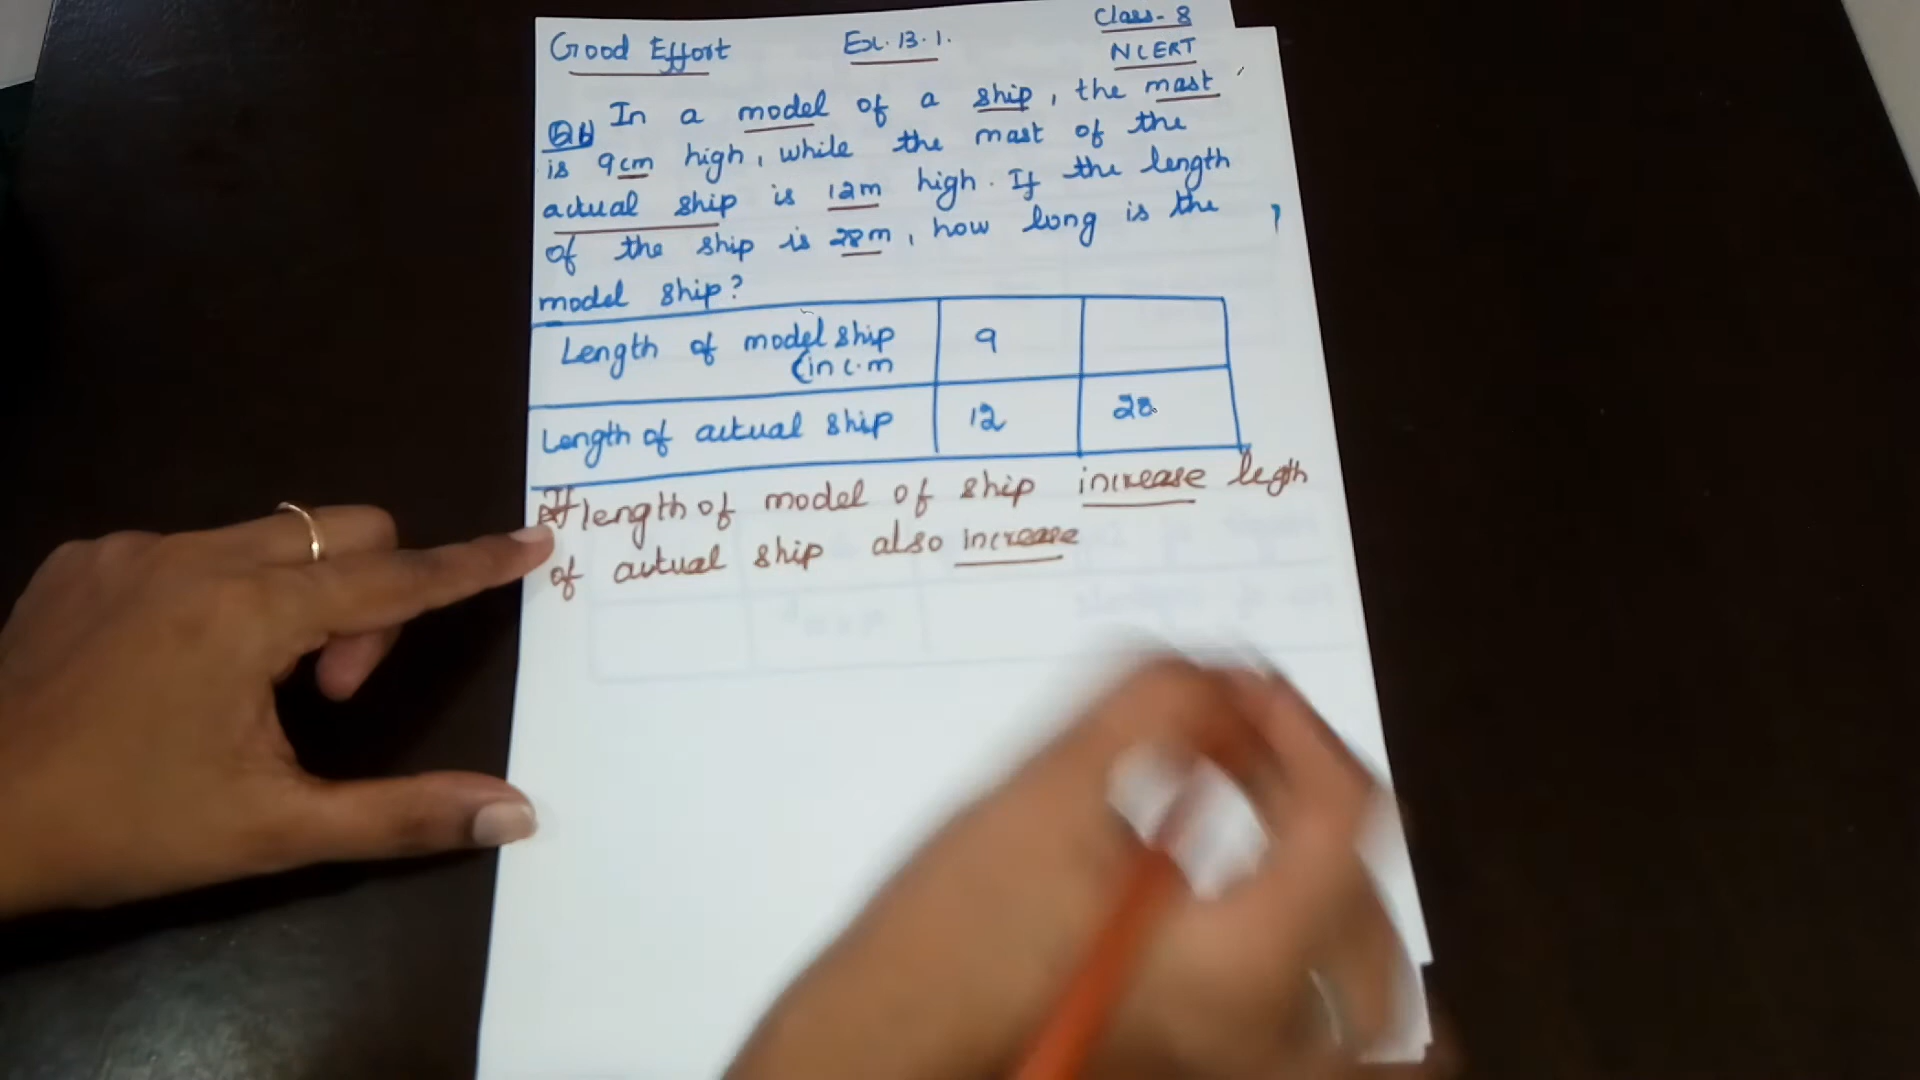 Good Effort Ex. 13.1. Class-8
NCERT
Q6) In a model of a ship, the mast
is 9cm high, while the mast of the
actual ship is 12m high. If the length
of the ship is 28m, how long is the
model ship?
Length of model ship 9
(in c.m
Length of actual ship 12 28
If length of model of ship increase legth
of actual ship also increase